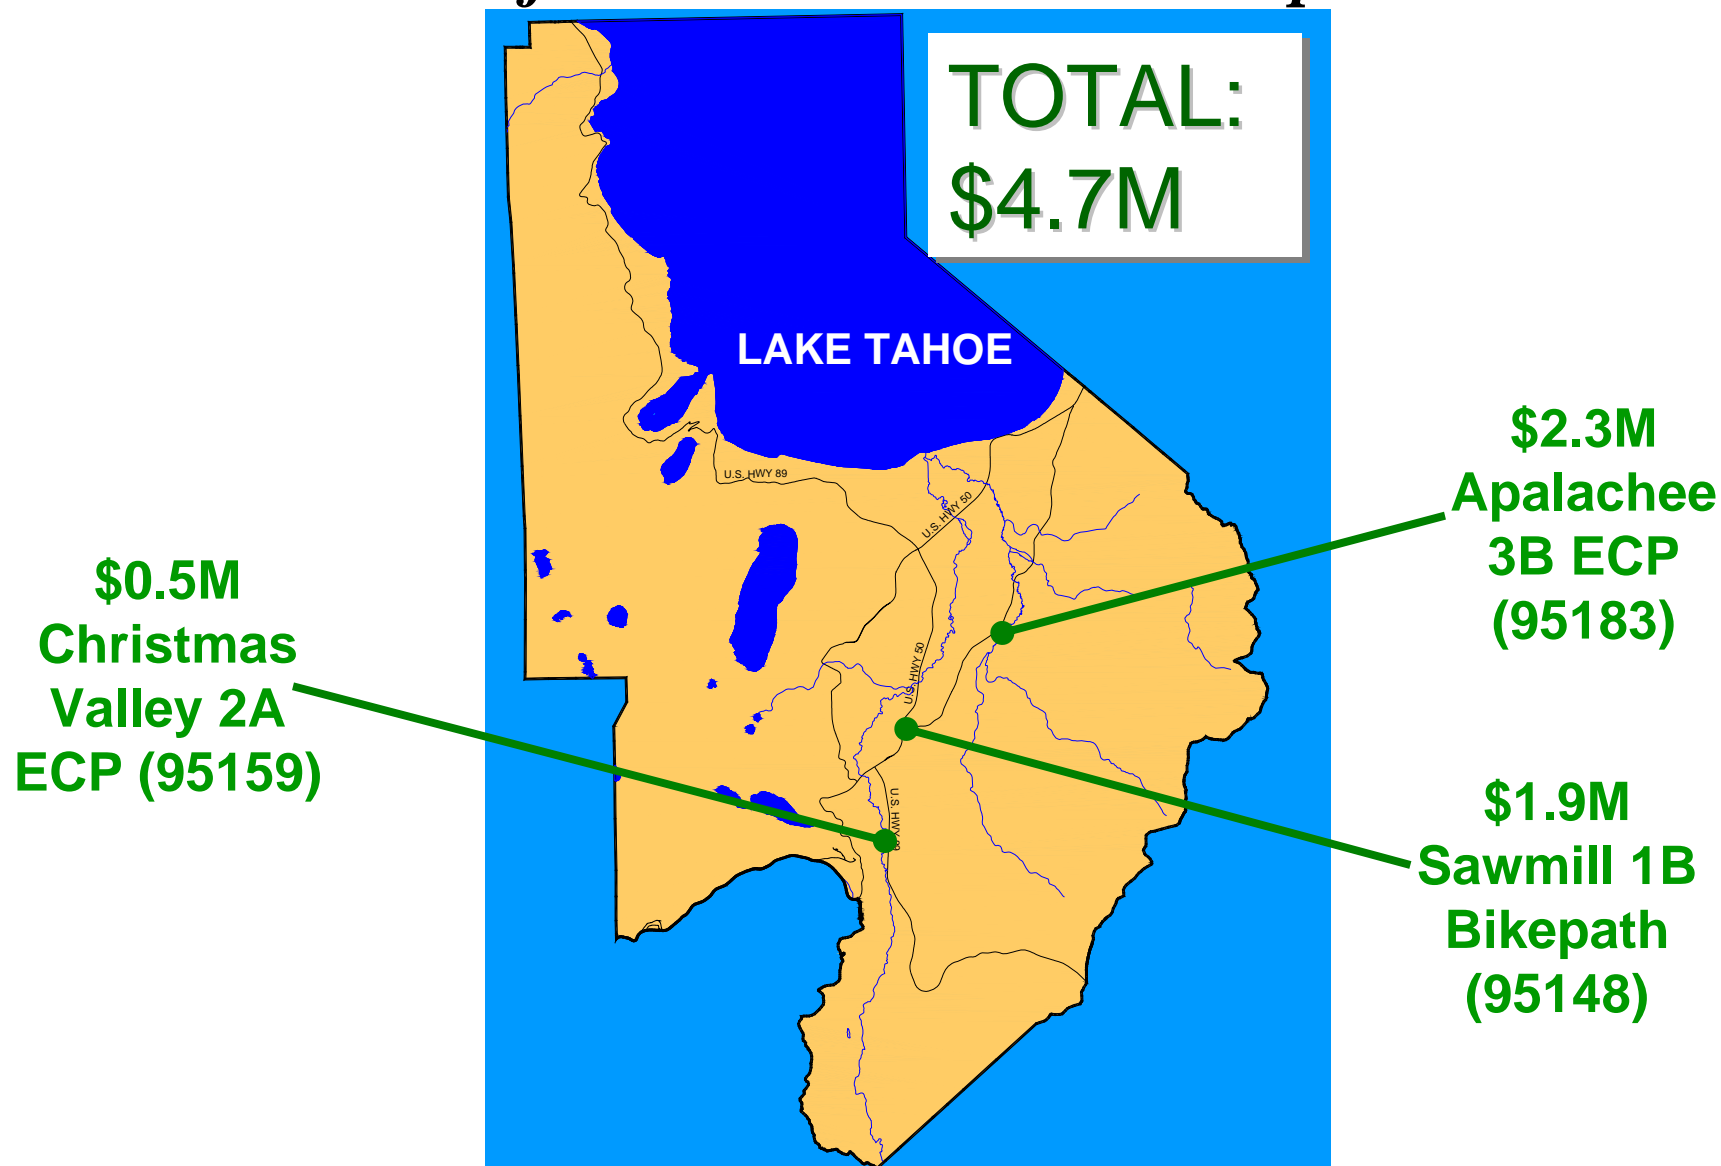 TOTAL:
$4.7M
LAKE TAHOE
U.S. HWY 89
U.S. HWY 50
U.S. HWY 50
U.S. HWY
$2.3M
Apalachee
3B ECP
(95183)
$0.5M
Christmas
Valley 2A
ECP (95159)
$1.9M
Sawmill 1B
Bikepath
(95148)